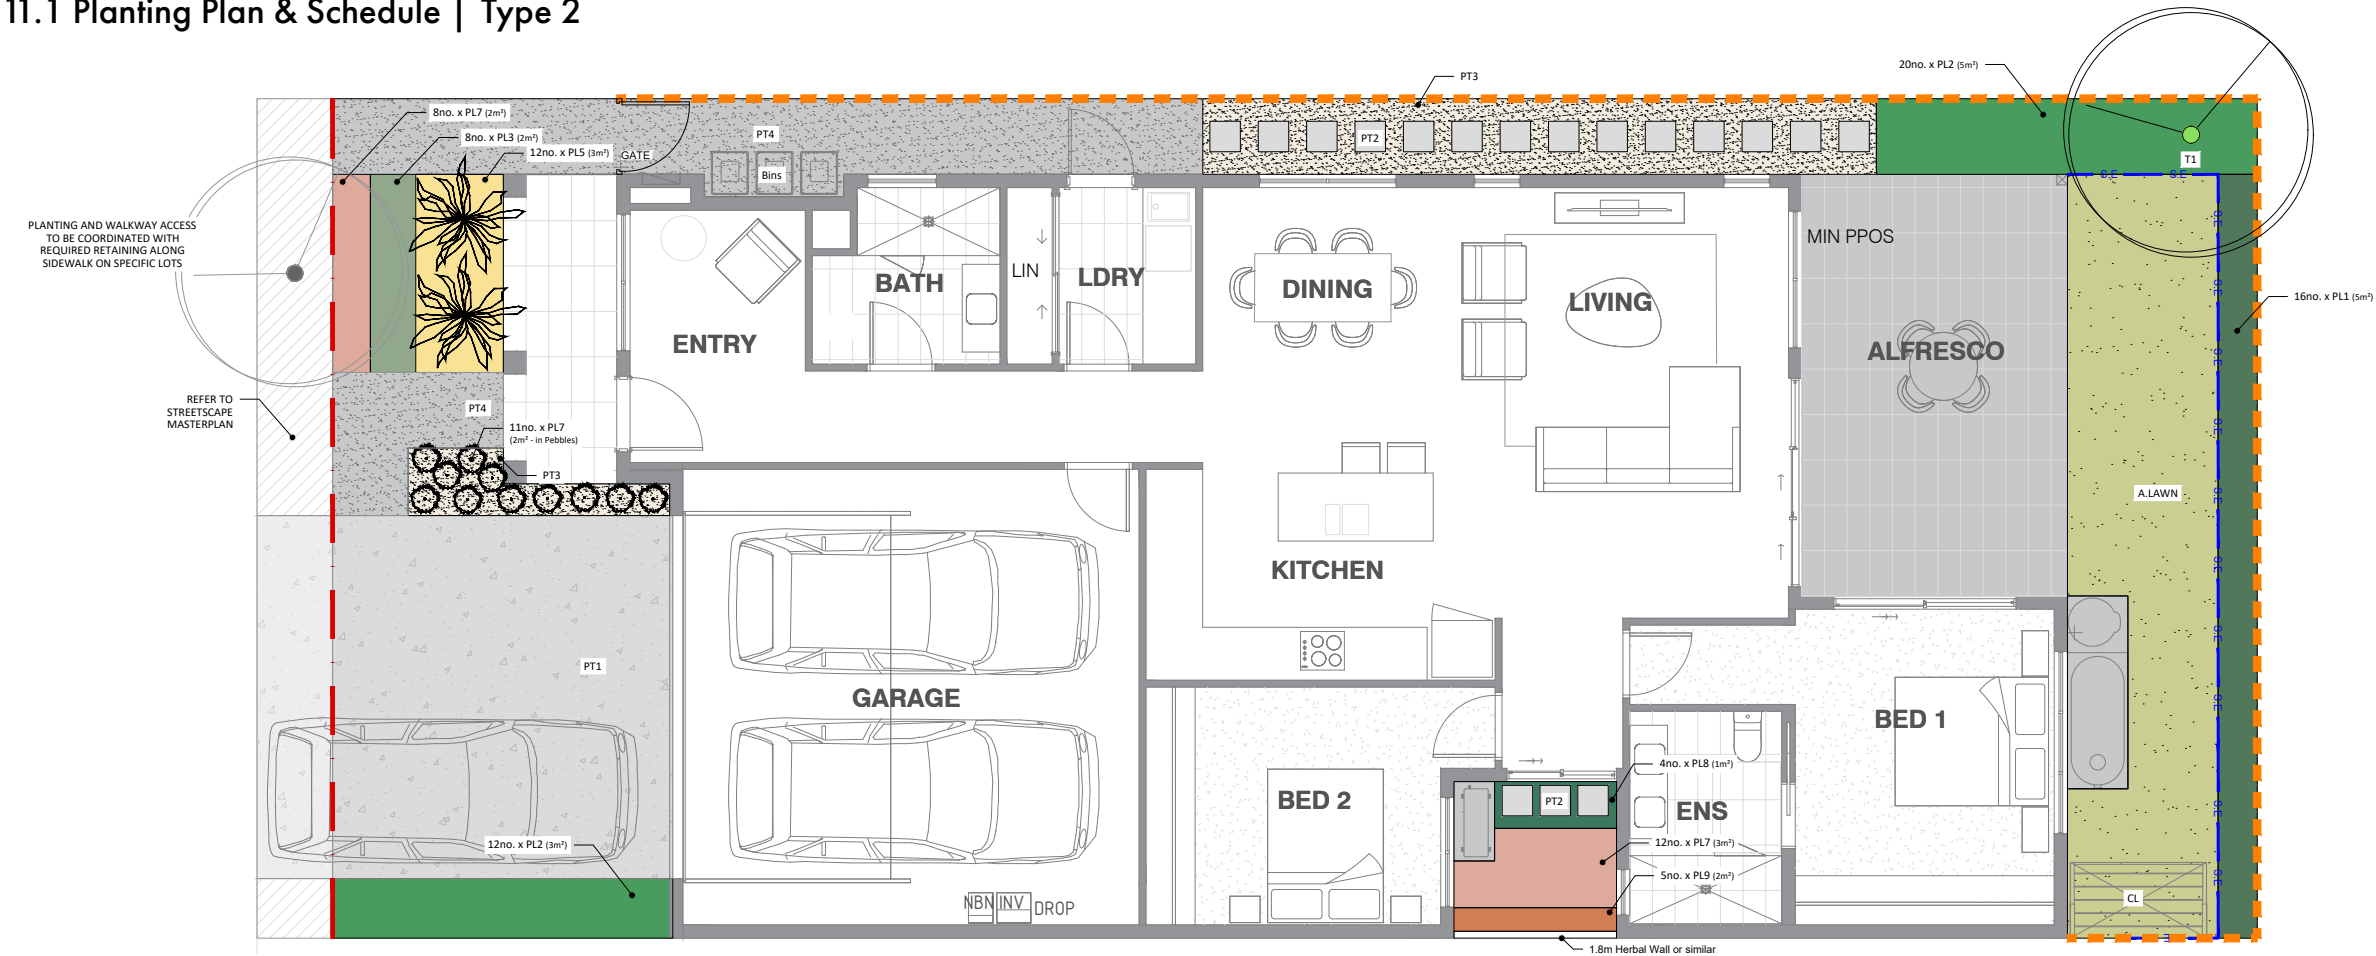 11.1 Planting Plan & Schedule | Type 2
PT3
20no. x PL2 (5m²)
8no. x PL7 (2m²)
8no. x PL3 (2m²)
12no. x PL5 (3m²)
PT4
GATE
Bins
PT2
T1
S.E
S.E
PLANTING AND WALKWAY ACCESS
TO BE COORDINATED WITH
REQUIRED RETAINING ALONG
SIDEWALK ON SPECIFIC LOTS
MIN PPOS
LIN
LDRY
BATH
DINING
LIVING
ENTRY
ALFRESCO
16no. x PL1 (5m²)
REFER TO
STREETSCAPE
MASTERPLAN
PT4
11no. x PL7
(2m² - in Pebbles)
PT3
A.LAWN
KITCHEN
PT1
GARAGE
BED 1
4no. x PL8 (1m²)
BED 2
PT2
ENS
12no. x PL2 (3m²)
12no. x PL7 (3m²)
5no. x PL9 (2m²)
NBN
INV
DROP
CL
1.8m Herbal Wall or similar
S.E
S.E
S.E
S.E
S.E
S.E
S.E
S.E
S.E
S.E